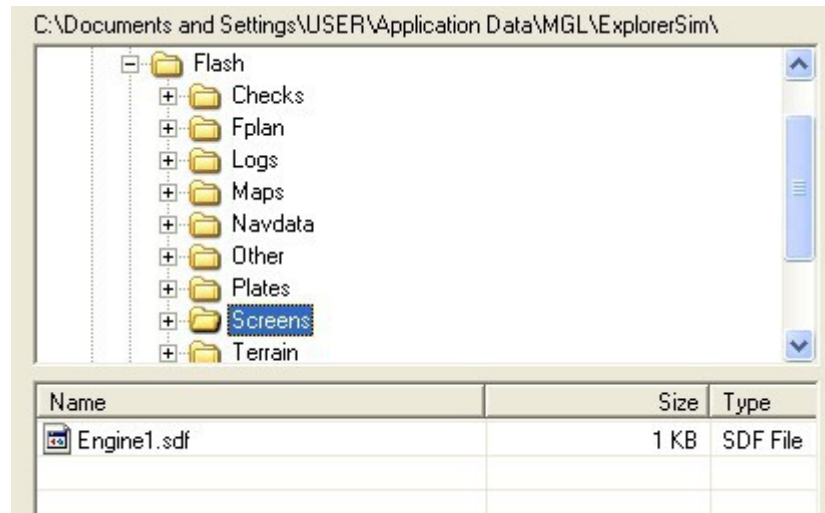 C:\Documents and Settings\USER\Application Data\MGL\ExplorerSim\
Flash
Checks
Fplan
Logs
Maps
Navdata
Other
Plates
Screens
Terrain
Name Size Type
Engine1.sdf 1 KB SDF File